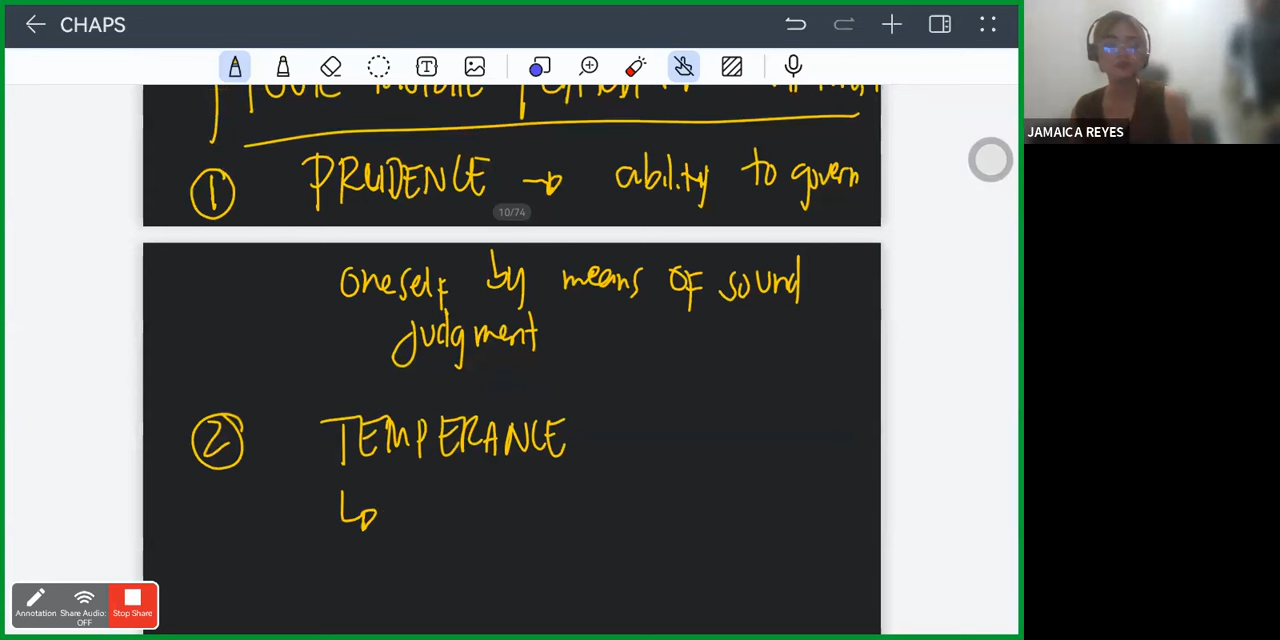 CHAPS
JAMAICA REYES
① PRUDENCE → ability to govern
10/74
oneself by means of sound
judgment
② TEMPERANCE
↳
Annotation
Share Audio: OFF
Stop Share